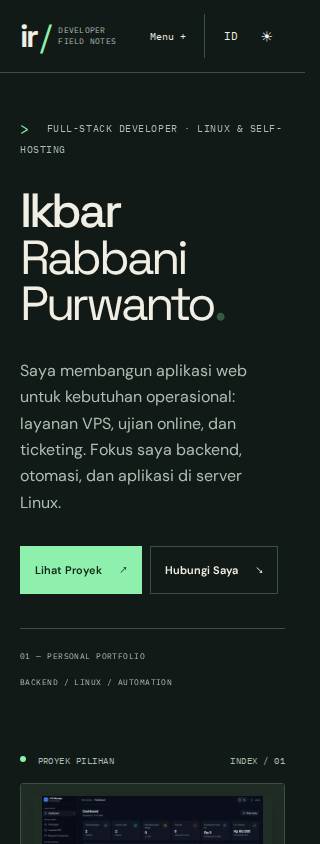 ir/ DEVELOPER
FIELD NOTES
Menu +
ID
> FULL-STACK DEVELOPER · LINUX & SELF-
HOSTING
Ikbar
Rabbani
Purwanto.
Saya membangun aplikasi web
untuk kebutuhan operasional:
layanan VPS, ujian online, dan
ticketing. Fokus saya backend,
otomasi, dan aplikasi di server
Linux.
Lihat Proyek ↗
Hubungi Saya ↘
01 — PERSONAL PORTFOLIO
BACKEND / LINUX / AUTOMATION
PROYEK PILIHAN
INDEX / 01
Dashboard